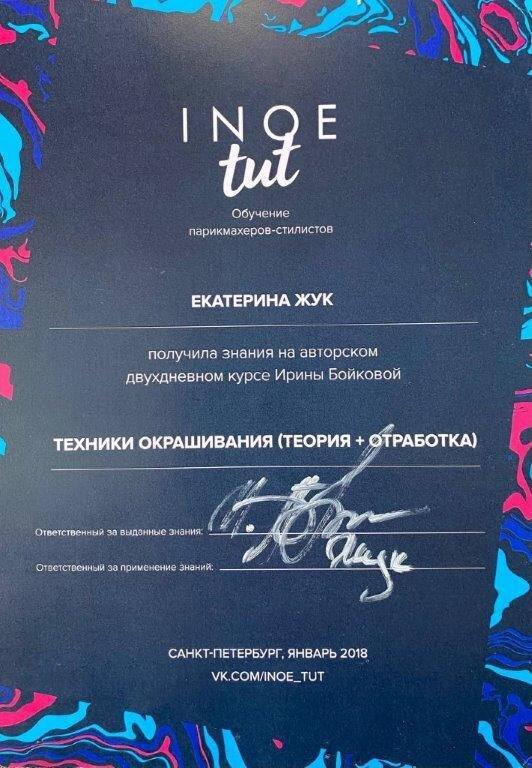 INOE
tut
Обучение
парикмахеров-стилистов
ЕКАТЕРИНА ЖУК
получила знания на авторском
двухдневном курсе Ирины Бойковой
ТЕХНИКИ ОКРАШИВАНИЯ (ТЕОРИЯ + ОТРАБОТКА)
Ответственный за выданные знания:
Ответственный за применение знаний:
Жук
САНКТ-ПЕТЕРБУРГ, ЯНВАРЬ 2018
VK.COM/INOE_TUT